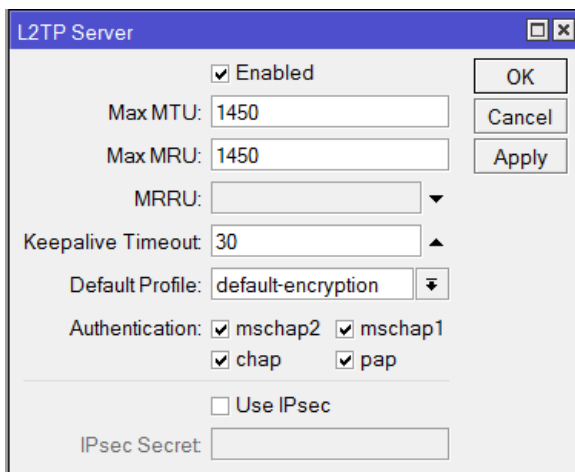 L2TP Server
Enabled
OK
Max MTU: 1450
Cancel
Max MRU: 1450
Apply
MRRU:
Keepalive Timeout: 30
Default Profile: default-encryption
Authentication: mschap2 mschap1
chap pap
Use IPsec
IPsec Secret: